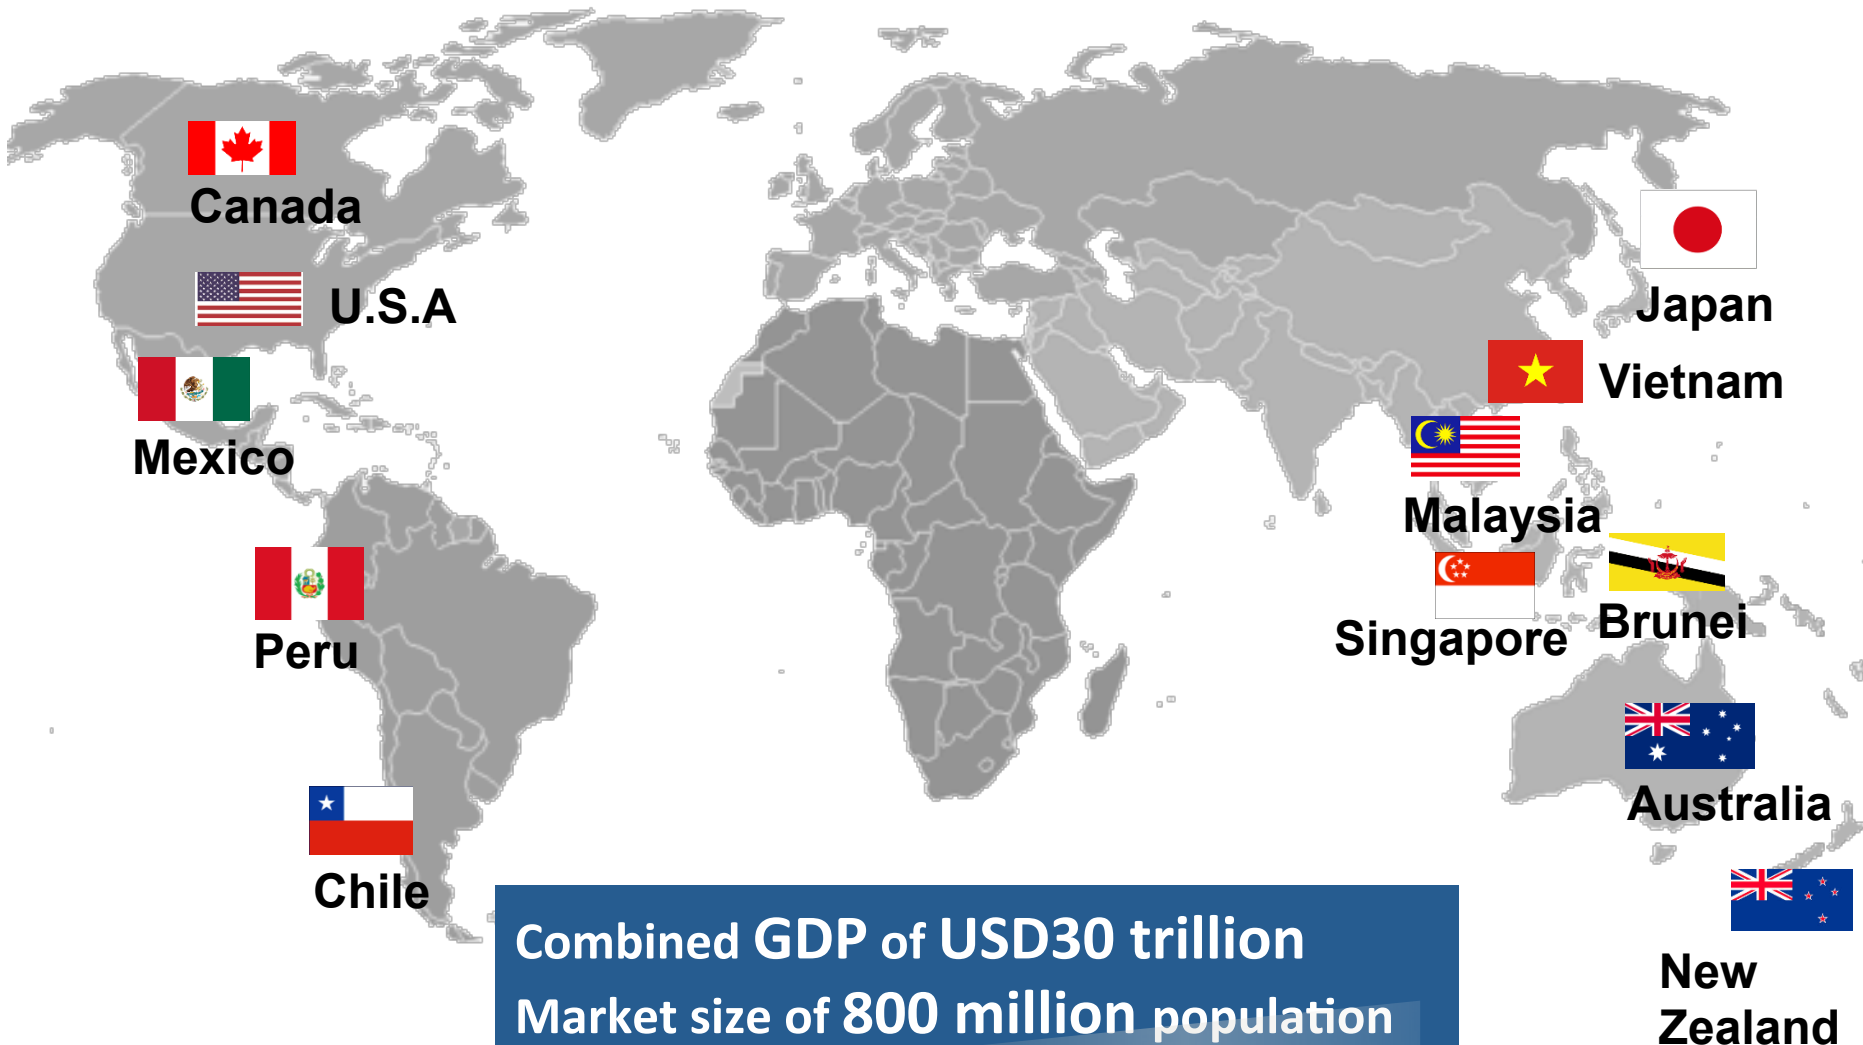 Canada
U.S.A
Mexico
Peru
Chile
Japan
Vietnam
Malaysia
Singapore
Brunei
Australia
New
Zealand
Combined GDP of USD30 trillion
Market size of 800 million population